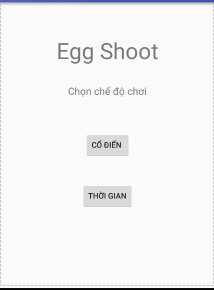 Egg Shoot
Chọn chế độ chơi
CỔ ĐIỂN
THỜI GIAN